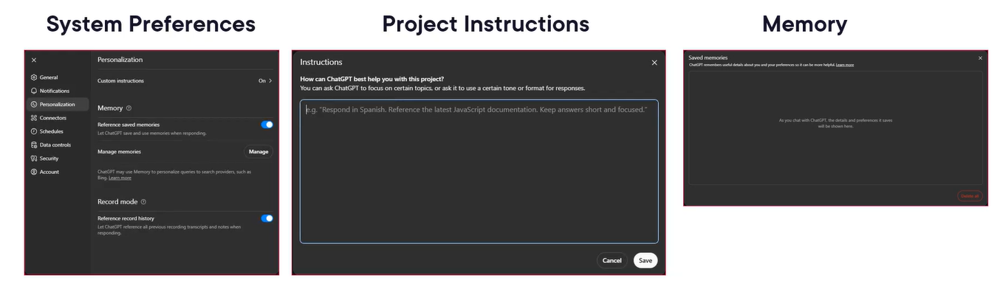 System Preferences
Project Instructions
Memory
Personalization
General
Notifications
Personalization
Connectors
Schedules
Data controls
Security
Account
Custom instructions
On
Memory
Reference saved memories
Let ChatGPT save and use memories when responding.
Manage memories
Manage
ChatGPT may use Memory to personalize queries to search providers, such as
Bing. Learn more
Record mode
Reference record history
Let ChatGPT reference all previous recording transcripts and notes when
responding.
Instructions
How can ChatGPT best help you with this project?
You can ask ChatGPT to focus on certain topics, or ask it to use a certain tone or format for responses.
e.g. "Respond in Spanish. Reference the latest JavaScript documentation. Keep answers short and focused."
Cancel
Save
Saved memories
ChatGPT remembers useful details about you and your preferences so it can be more helpful. Learn more
As you chat with ChatGPT, the details and preferences it saves
will be shown here.
Delete all